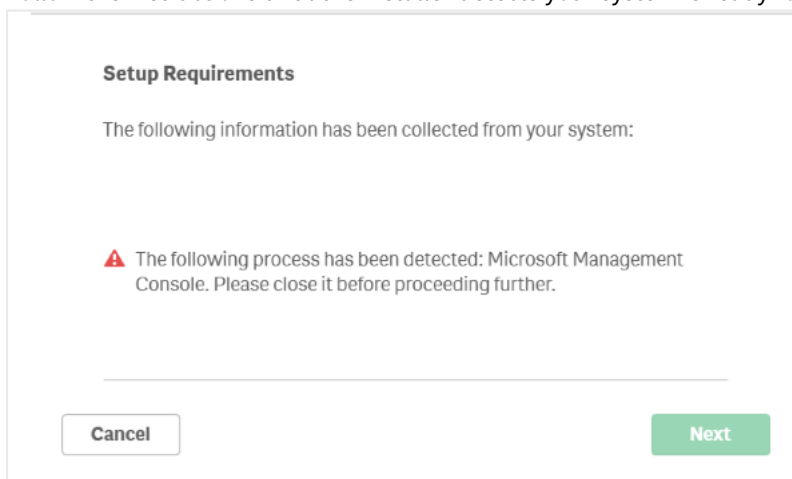 Setup Requirements
The following information has been collected from your system:
The following process has been detected: Microsoft Management
Console. Please close it before proceeding further.
Cancel
Next